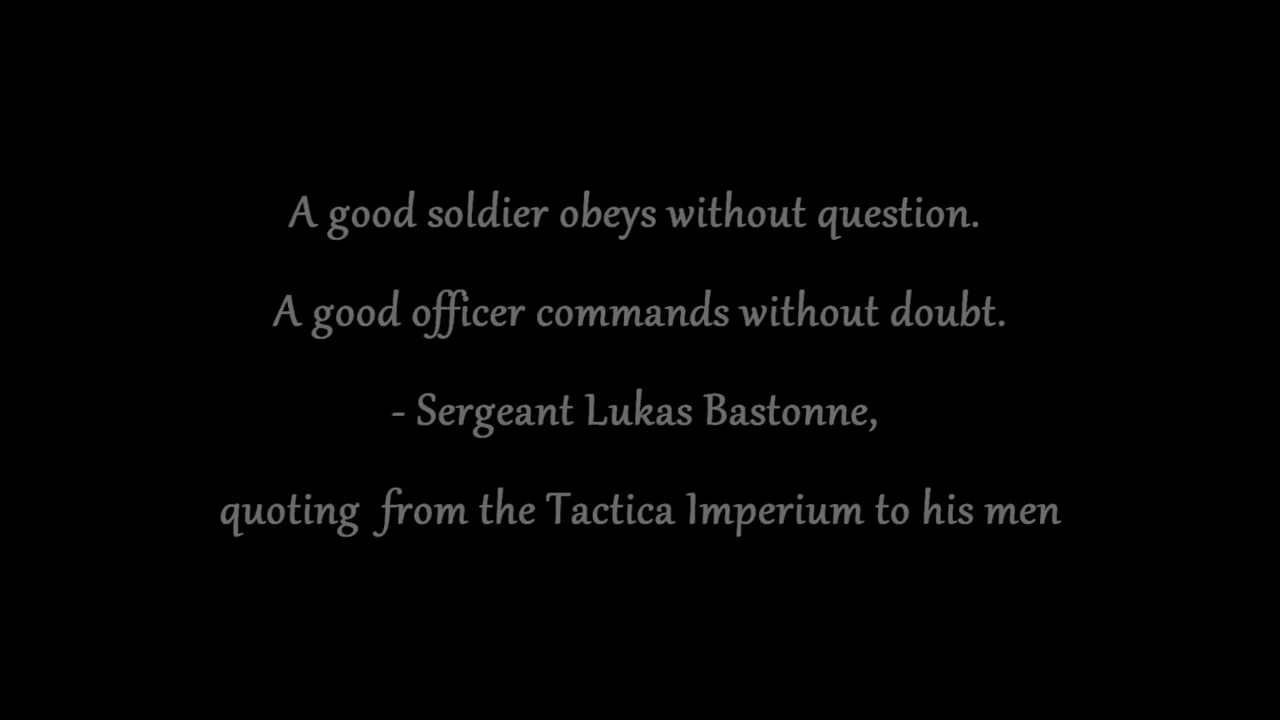 A good soldier obeys without question.
A good officer commands without doubt.
- Sergeant Lukas Bastonne,
quoting from the Tactica Imperium to his men